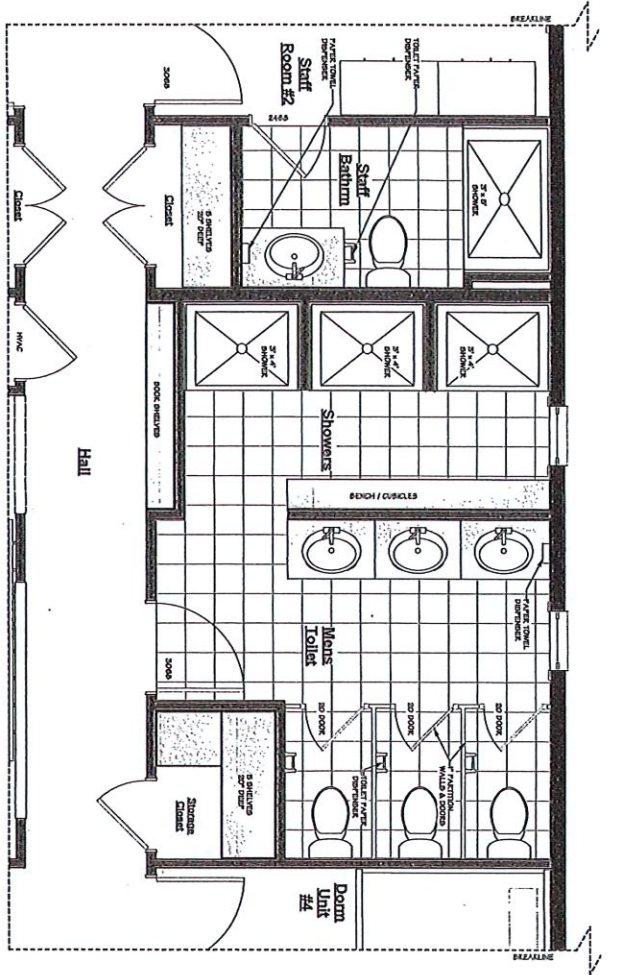 BREAKLINE
3068
Staff
Room #2
PAPER TOWEL
DISPENSER
TOILET PAPER
DISPENSER
2468
Staff
Bathrm
3' x 5'
SHOWER
Closet
5 SHELVES
20" DEEP
Closet
HVAC
Hall
BOOK SHELVES
3' x 4'
SHOWER
3' x 4'
SHOWER
3' x 4'
SHOWER
Showers
BENCH / CUBICLES
PAPER TOWEL
DISPENSER
Mens
Toilet
3068
20 DOOR
20 DOOR
20 DOOR
1" PARTITION
WALLS & DOORS
TOILET PAPER
DISPENSER
5 SHELVES
20" DEEP
Storage
Closet
Dorm
Unit
#4
BREAKLINE